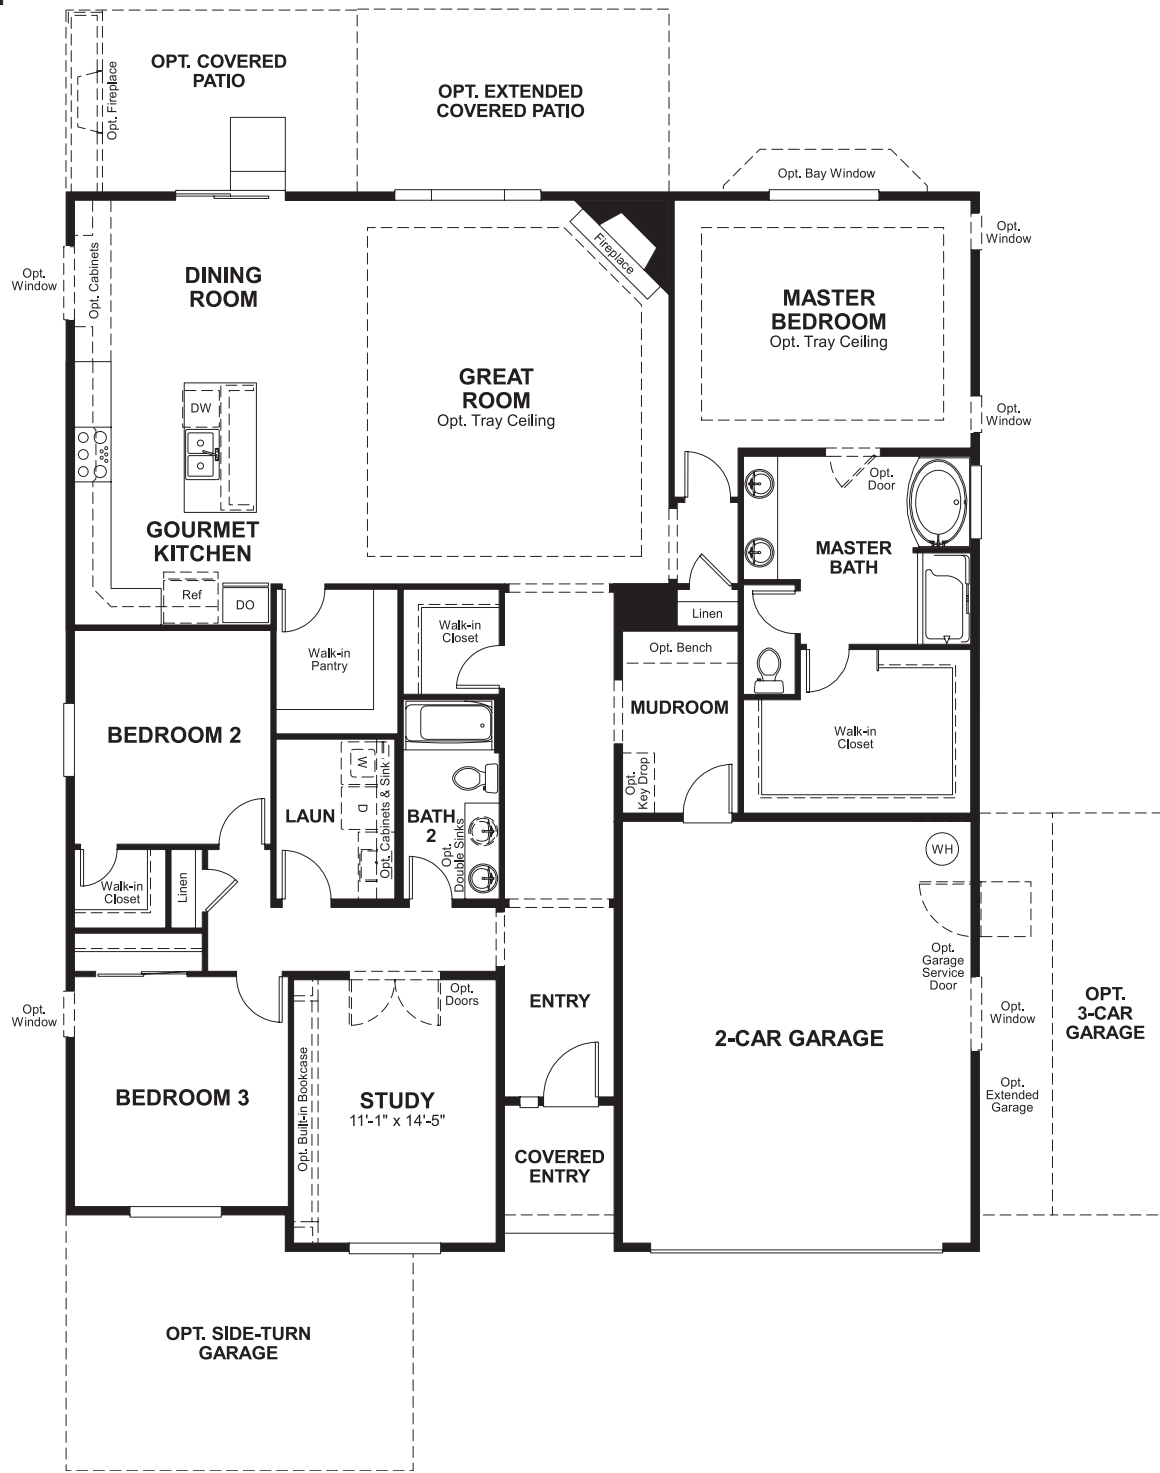 OPT. COVERED
PATIO
Opt. Fireplace
OPT. EXTENDED
COVERED PATIO
Opt. Bay Window
Opt.
Window
Opt.
Window
Opt. Cabinets
DINING
ROOM
Fireplace
MASTER
BEDROOM
Opt. Tray Ceiling
GREAT
ROOM
Opt. Tray Ceiling
Opt.
Window
DW
Opt.
Door
GOURMET
KITCHEN
MASTER
BATH
Ref
DO
Linen
Walk-in
Closet
Walk-in
Pantry
Opt. Bench
MUDROOM
BEDROOM 2
Walk-in
Closet
W
D
Opt. Cabinets & Sink
Opt.
Key Drop
LAUN
BATH
2
Opt.
Double Sinks
WH
Walk-in
Closet
Linen
Opt.
Garage
Service
Door
Opt.
Doors
ENTRY
Opt.
Window
Opt.
Window
OPT.
3-CAR
GARAGE
2-CAR GARAGE
Opt. Built-in Bookcase
BEDROOM 3
STUDY
11'-1" x 14'-5"
Opt.
Extended
Garage
COVERED
ENTRY
OPT. SIDE-TURN
GARAGE